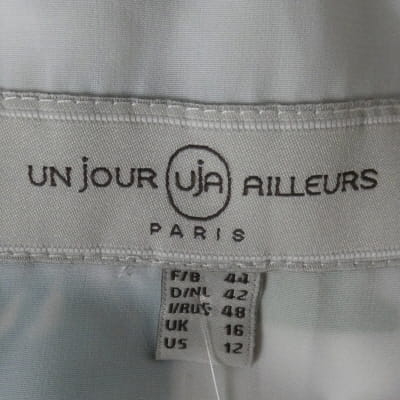 UN jOUR uja AILLEURS
PARIS
F/B 44
D/NL 42
I/RUS 48
UK 16
US 12